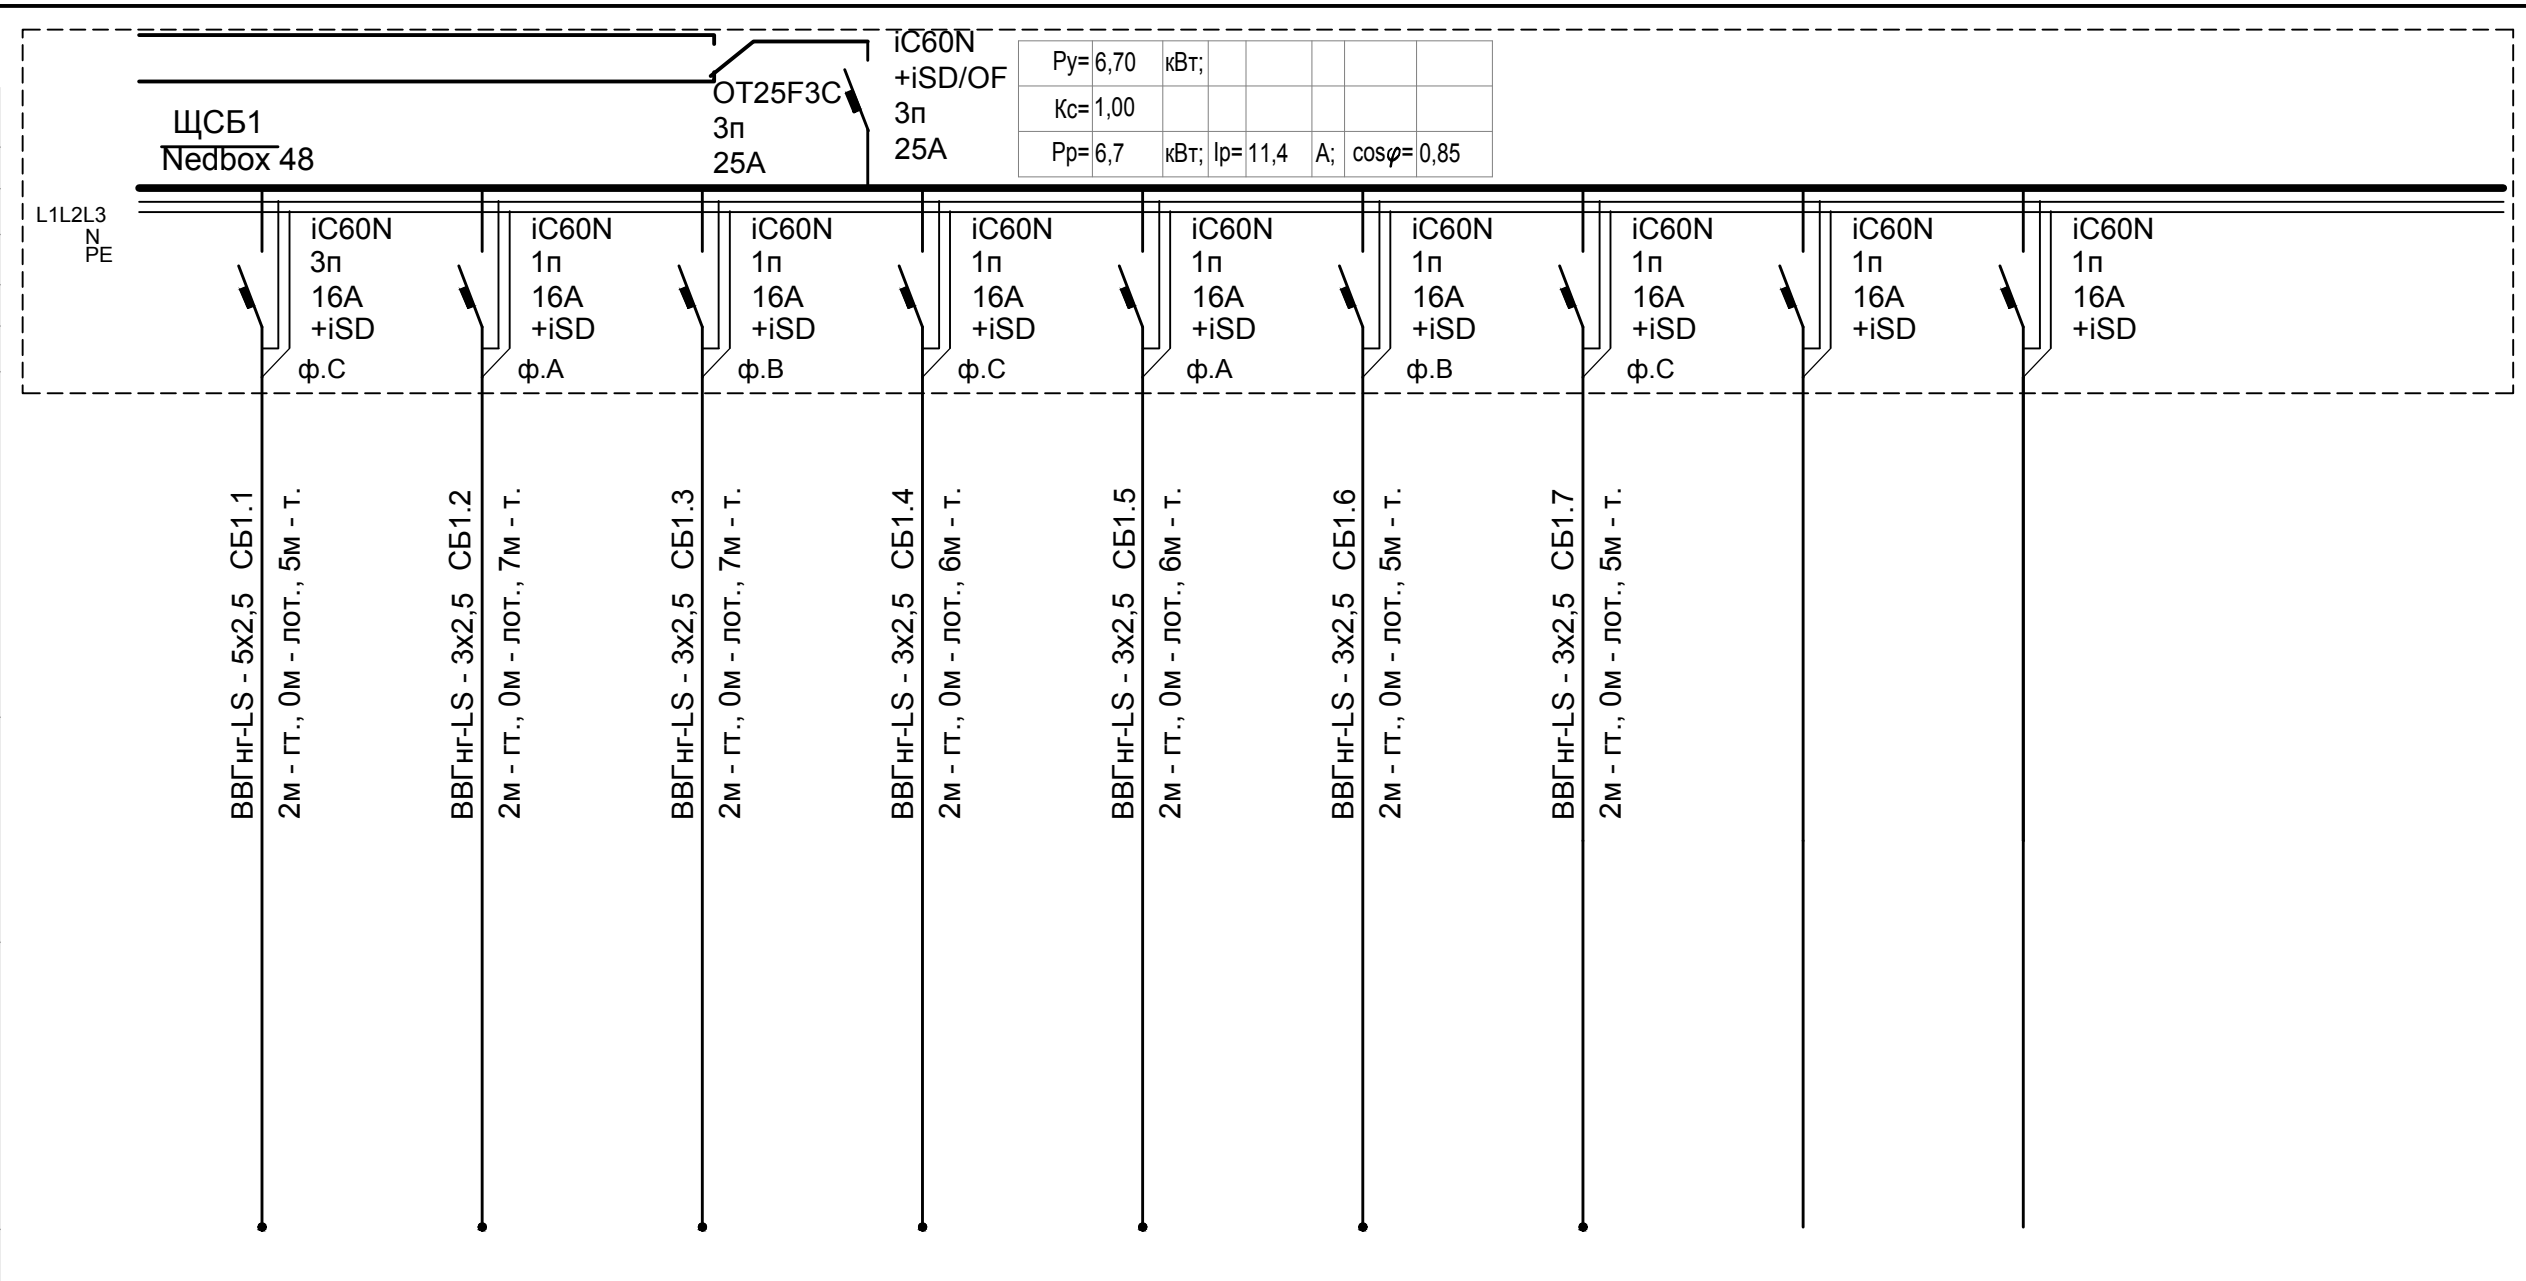 ЩСБ1
Nedbox 48
ОТ25F3C
3п
25А
iC60N
+iSD/OF
3п
25А
Ру= 6,70 кВт;
Кс= 1,00
Рр= 6,7 кВт; Iр= 11,4 А; cosφ= 0,85
L1L2L3
N
PE
iC60N
3п
16А
+iSD
ф.С
iC60N
1п
16А
+iSD
ф.А
iC60N
1п
16А
+iSD
ф.В
iC60N
1п
16А
+iSD
ф.С
iC60N
1п
16А
+iSD
ф.А
iC60N
1п
16А
+iSD
ф.В
iC60N
1п
16А
+iSD
ф.С
iC60N
1п
16А
+iSD
iC60N
1п
16А
+iSD
ВВГнг-LS - 5х2,5 СБ1.1
2м - гт., 0м - лот., 5м - т.
ВВГнг-LS - 3х2,5 СБ1.2
2м - гт., 0м - лот., 7м - т.
ВВГнг-LS - 3х2,5 СБ1.3
2м - гт., 0м - лот., 7м - т.
ВВГнг-LS - 3х2,5 СБ1.4
2м - гт., 0м - лот., 6м - т.
ВВГнг-LS - 3х2,5 СБ1.5
2м - гт., 0м - лот., 6м - т.
ВВГнг-LS - 3х2,5 СБ1.6
2м - гт., 0м - лот., 5м - т.
ВВГнг-LS - 3х2,5 СБ1.7
2м - гт., 0м - лот., 5м - т.